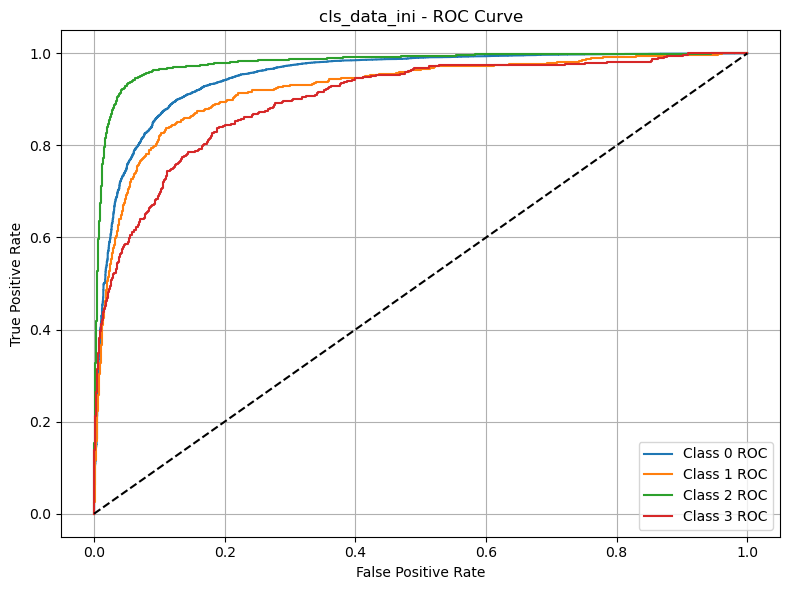 cls_data_ini - ROC Curve
True Positive Rate
1.0
0.8
0.6
0.4
0.2
0.0
0.0 0.2 0.4 0.6 0.8 1.0
False Positive Rate
Class 0 ROC
Class 1 ROC
Class 2 ROC
Class 3 ROC